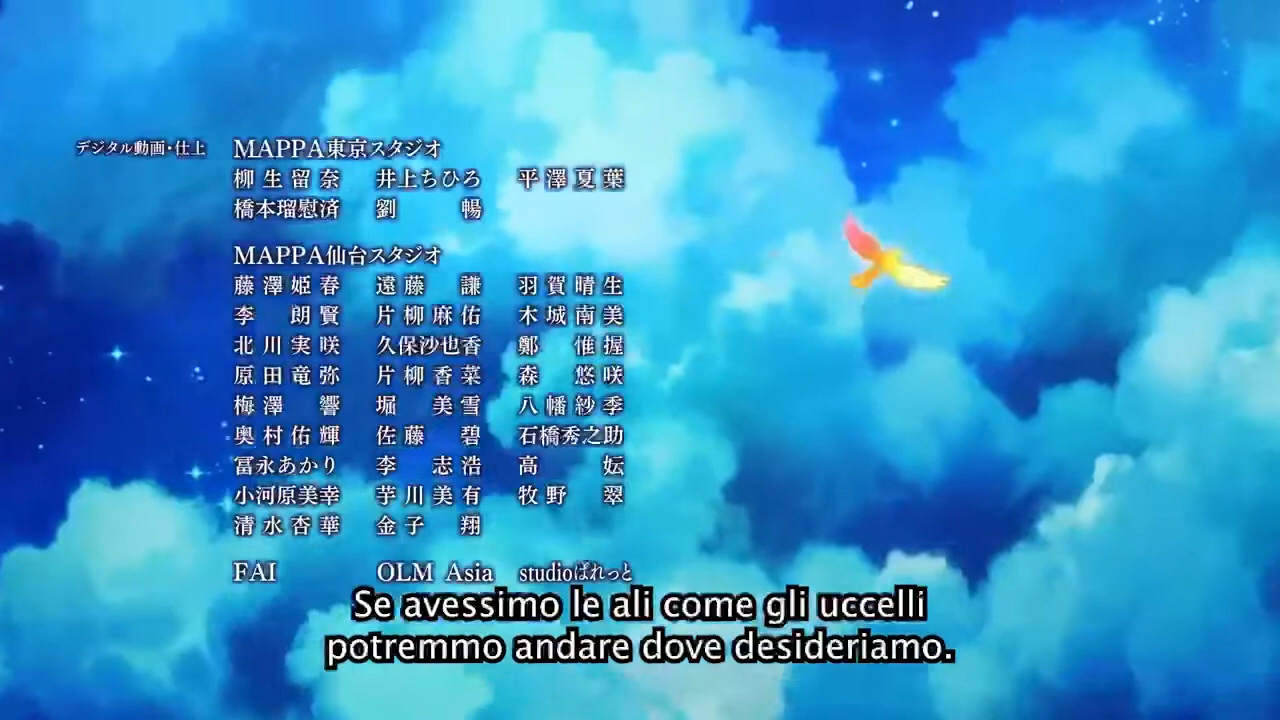 デジタル動画・仕上 MAPPA東京スタジオ
柳生留奈 井上ちひろ 平澤夏葉
橋本瑠慰済 劉 暢
MAPPA仙台スタジオ
藤澤姫春 遠藤 謙 羽賀晴生
李 朗賢 片柳麻佑 木城南美
北川実咲 久保沙也香 鄭 惟握
原田竜弥 片柳香菜 森 悠咲
梅澤 響 堀 美雪 八幡紗季
奥村佑輝 佐藤 碧 石橋秀之助
冨永あかり 李 志浩 高 妘
小河原美幸 芋川美有 牧野 翠
清水杏華 金子 翔
FAI OLM Asia studioぱれっと
Se avessimo le ali come gli uccelli
potremmo andare dove desideriamo.